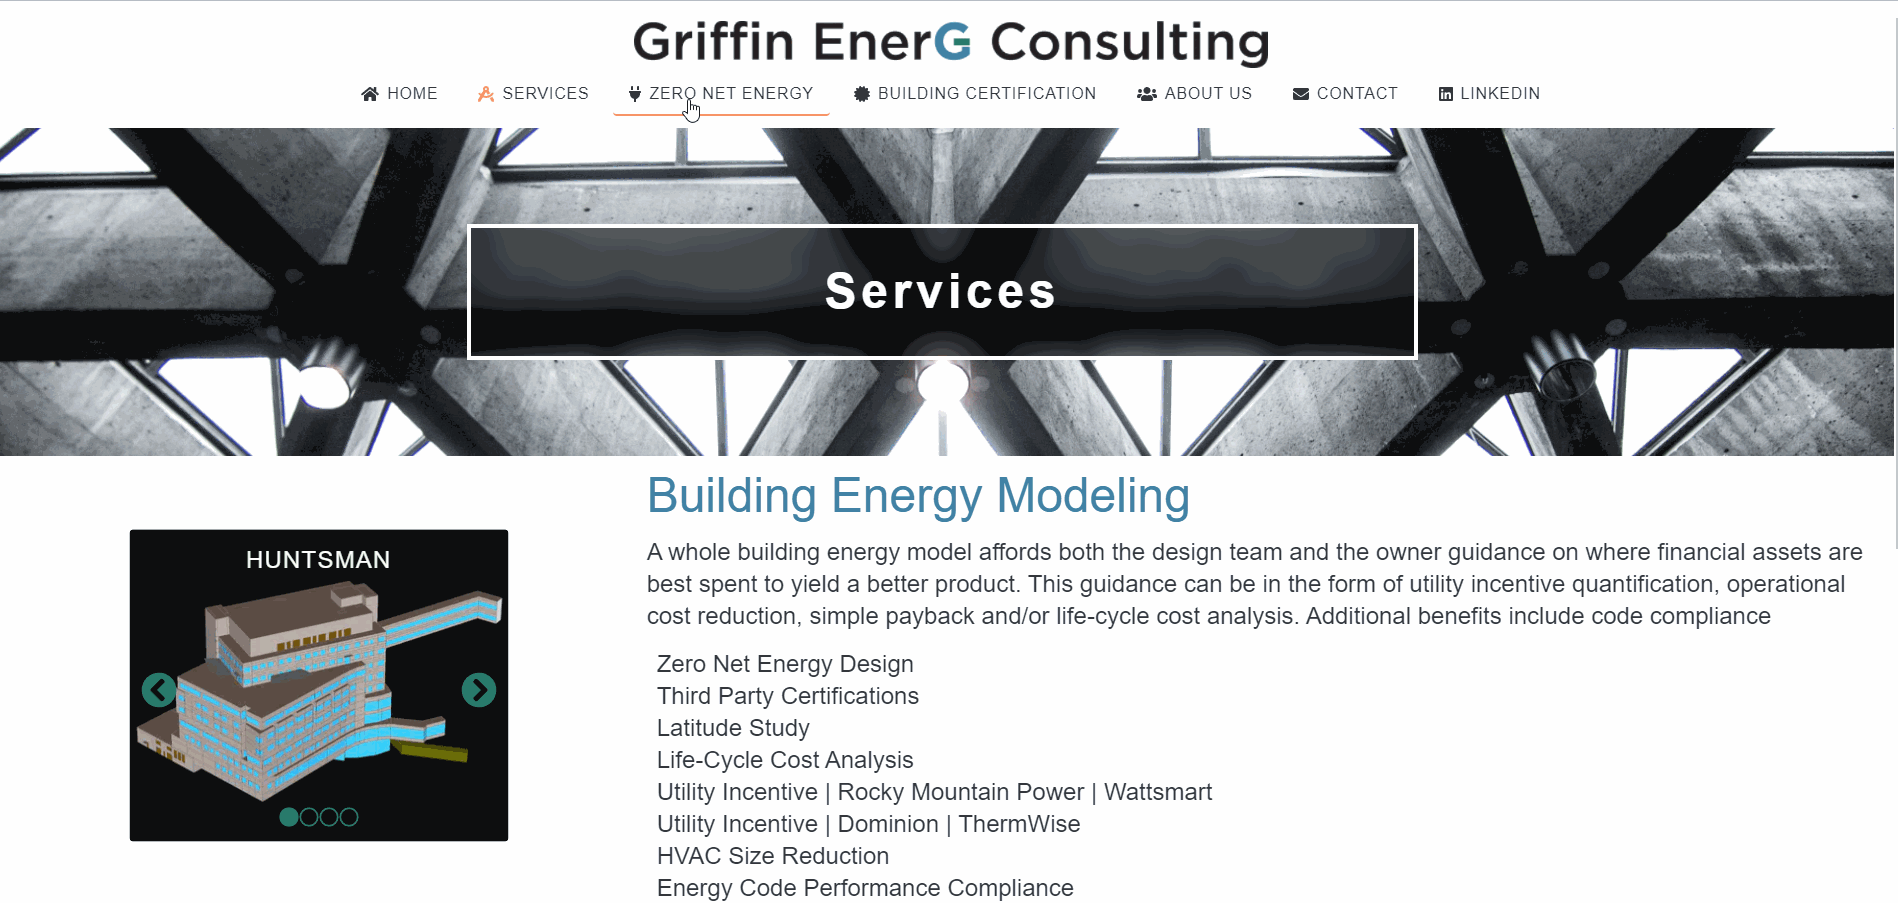 Griffin EnerG Consulting
HOME SERVICES ZERO NET ENERGY BUILDING CERTIFICATION ABOUT US CONTACT LINKEDIN
Services
Building Energy Modeling
A whole building energy model affords both the design team and the owner guidance on where financial assets are
best spent to yield a better product. This guidance can be in the form of utility incentive quantification, operational
cost reduction, simple payback and/or life-cycle cost analysis. Additional benefits include code compliance
HUNTSMAN
Zero Net Energy Design
Third Party Certifications
Latitude Study
Life-Cycle Cost Analysis
Utility Incentive | Rocky Mountain Power | Wattsmart
Utility Incentive | Dominion | ThermWise
HVAC Size Reduction
Energy Code Performance Compliance